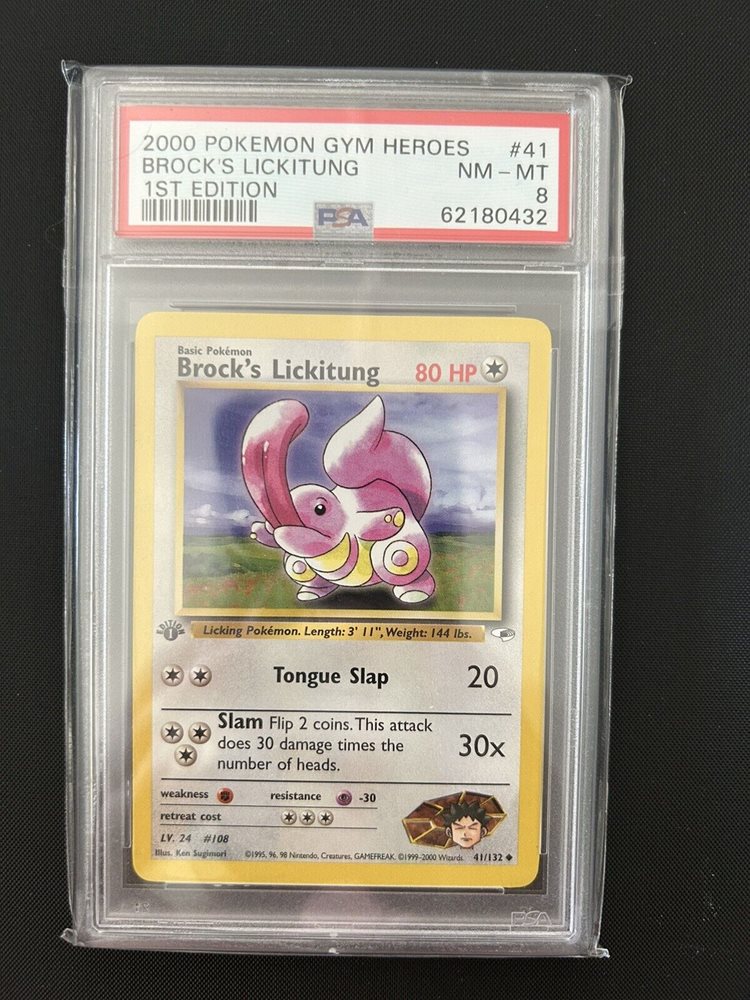 2000 POKEMON GYM HEROES #41
BROCK'S LICKITUNG NM - MT
1ST EDITION 8
PSA 62180432
Basic Pokémon
Brock's Lickitung 80 HP
EDITION 1
Licking Pokémon. Length: 3' 11", Weight: 144 lbs.
Tongue Slap 20
Slam Flip 2 coins. This attack
does 30 damage times the
number of heads.
30x
weakness resistance -30
retreat cost
LV. 24 #108
Illus. Ken Sugimori ©1995, 96, 98 Nintendo, Creatures, GAMEFREAK. ©1999-2000 Wizards. 41/132
PSA